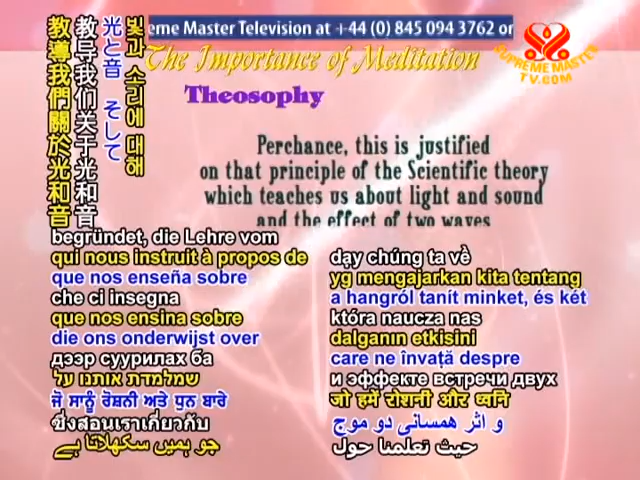 eme Master Television at +44 (0) 845 094 3762 or
SUPREME MASTER
TV.COM
The Importance of Meditation
Theosophy
Perchance, this is justified
on that principle of the Scientific theory
which teaches us about light and sound
and the effect of two waves
教導我們關於光和音
教导我们关于光和音
光と音 そして
빛과 소리에 대해
begründet, die Lehre vom
qui nous instruit à propos de
que nos enseña sobre
che ci insegna
que nos ensina sobre
die ons onderwijst over
дээр суурилах ба
שמלמדת אותנו על
ਜੋ ਸਾਨੂੰ ਰੋਸ਼ਨੀ ਅਤੇ ਧੁਨ ਬਾਰੇ
ซึ่งสอนเราเกี่ยวกับ
جو ہمیں سکھلاتا ہے
dạy chúng ta về
yg mengajarkan kita tentang
a hangról tanít minket, és két
która naucza nas
dalganın etkisini
care ne învață despre
и эффекте встречи двух
जो हमें रोशनी और ध्वनि
و اثر همسانی دو موج
حيث تعلمنا حول